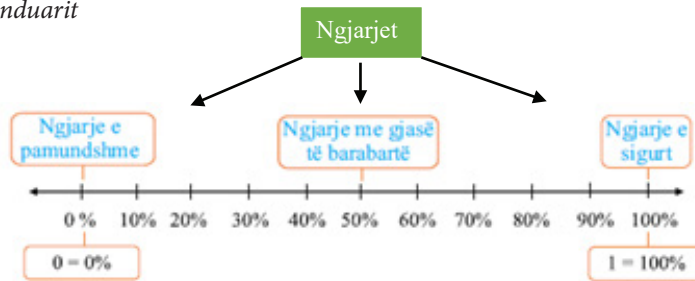 nduarit
Ngjarjet
Ngjarje e
pamundshme
Ngjarje me gjasë
të barabartë
Ngjarje e
sigurt
0 % 10% 20% 30% 40% 50% 60% 70% 80% 90% 100%
0 = 0%
1 = 100%